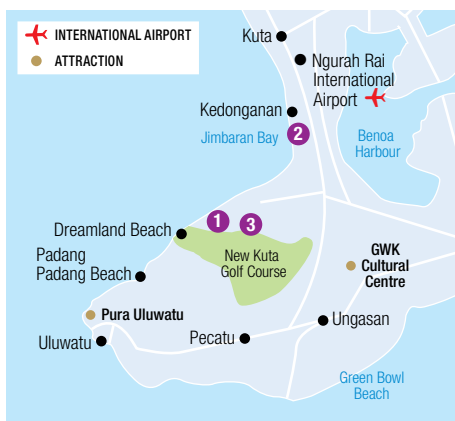 INTERNATIONAL AIRPORT
ATTRACTION
Kuta
Ngurah Rai
International
Airport
Kedonganan
Jimbaran Bay
2
Benoa
Harbour
1
3
Dreamland Beach
New Kuta
Golf Course
GWK
Cultural
Centre
Padang
Padang Beach
Pura Uluwatu
Ungasan
Uluwatu
Pecatu
Green Bowl
Beach